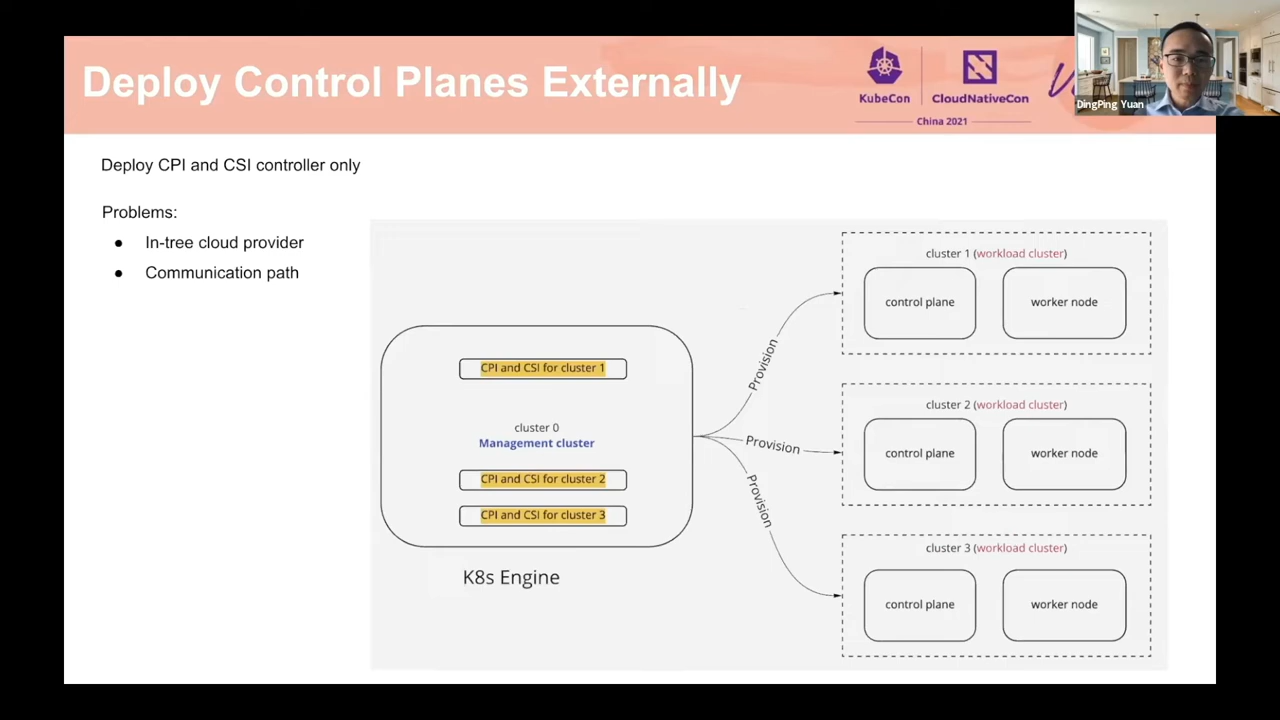 Deploy Control Planes Externally
KubeCon
CloudNativeCon
China 2021
DingPing Yuan
Deploy CPI and CSI controller only
Problems:
● In-tree cloud provider
● Communication path
CPI and CSI for cluster 1
cluster 0
Management cluster
CPI and CSI for cluster 2
CPI and CSI for cluster 3
K8s Engine
Provision
Provision
Provision
cluster 1 (workload cluster)
control plane
worker node
cluster 2 (workload cluster)
control plane
worker node
cluster 3 (workload cluster)
control plane
worker node